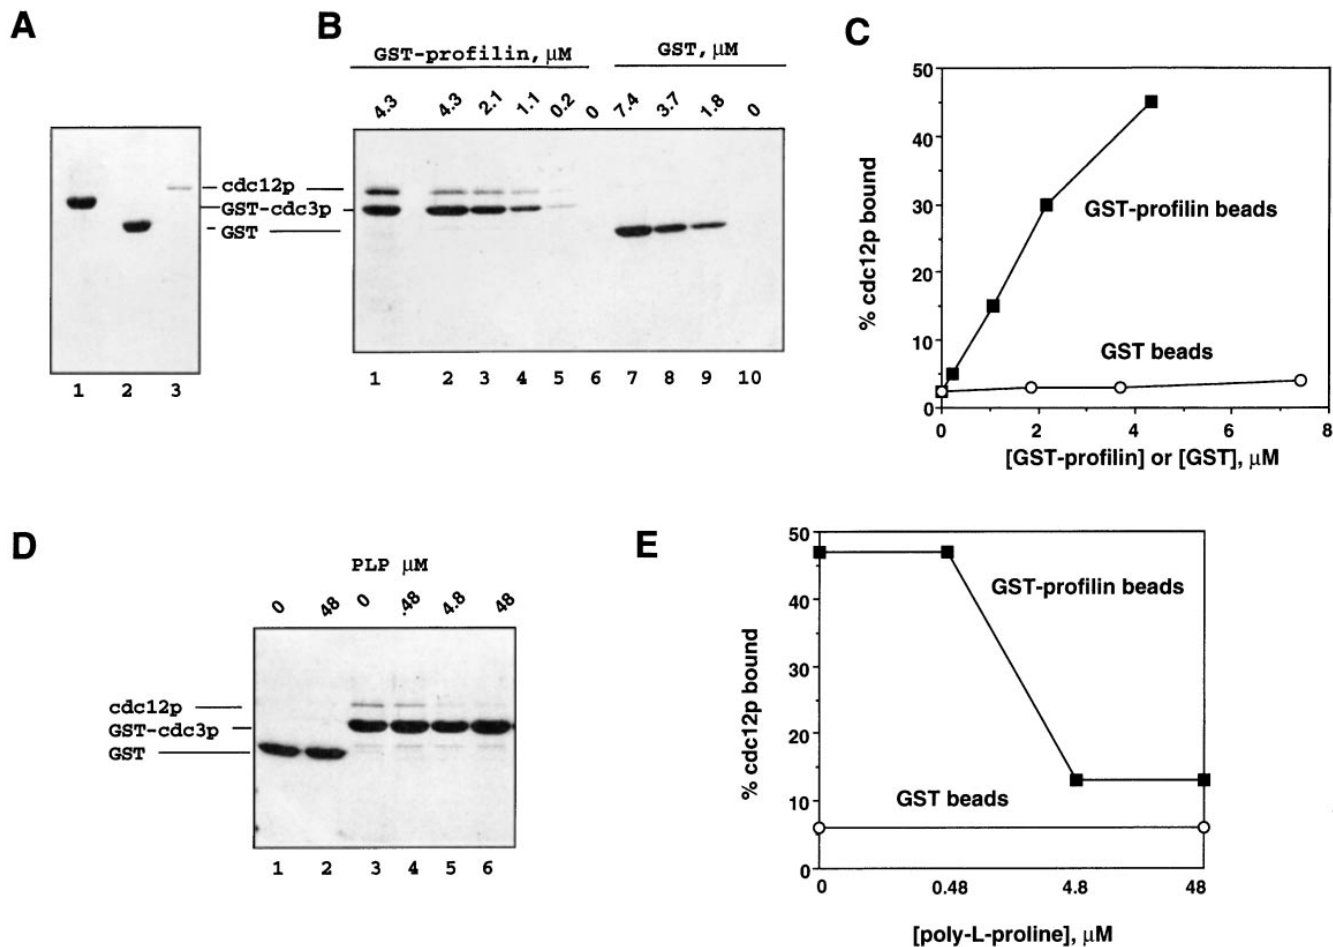 A
B
C
GST-profilin, µM
GST, µM
4.3
4.3
2.1
1.1
0.2
0
7.4
3.7
1.8
0
cdc12p
GST-cdc3p
GST
1
2
3
1
2
3
4
5
6
7
8
9
10
50
40
30
20
10
0
% cdc12p bound
GST-profilin beads
GST beads
0
2
4
6
8
[GST-profilin] or [GST], µM
D
E
PLP µM
0
48
0
.48
4.8
48
cdc12p
GST-cdc3p
GST
1
2
3
4
5
6
50
40
30
20
10
0
% cdc12p bound
GST-profilin beads
GST beads
0
0.48
4.8
48
[poly-L-proline], µM